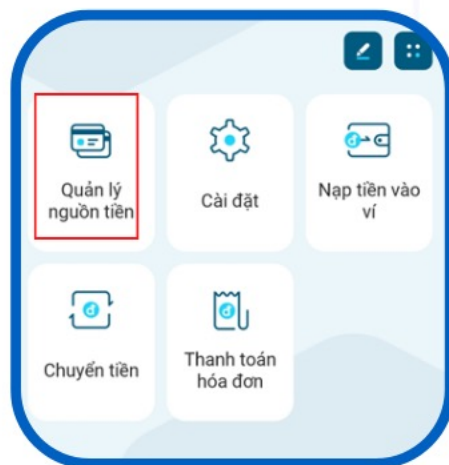 Quản lý
nguồn tiền
Cài đặt
Nạp tiền vào
ví
Chuyển tiền
Thanh toán
hóa đơn